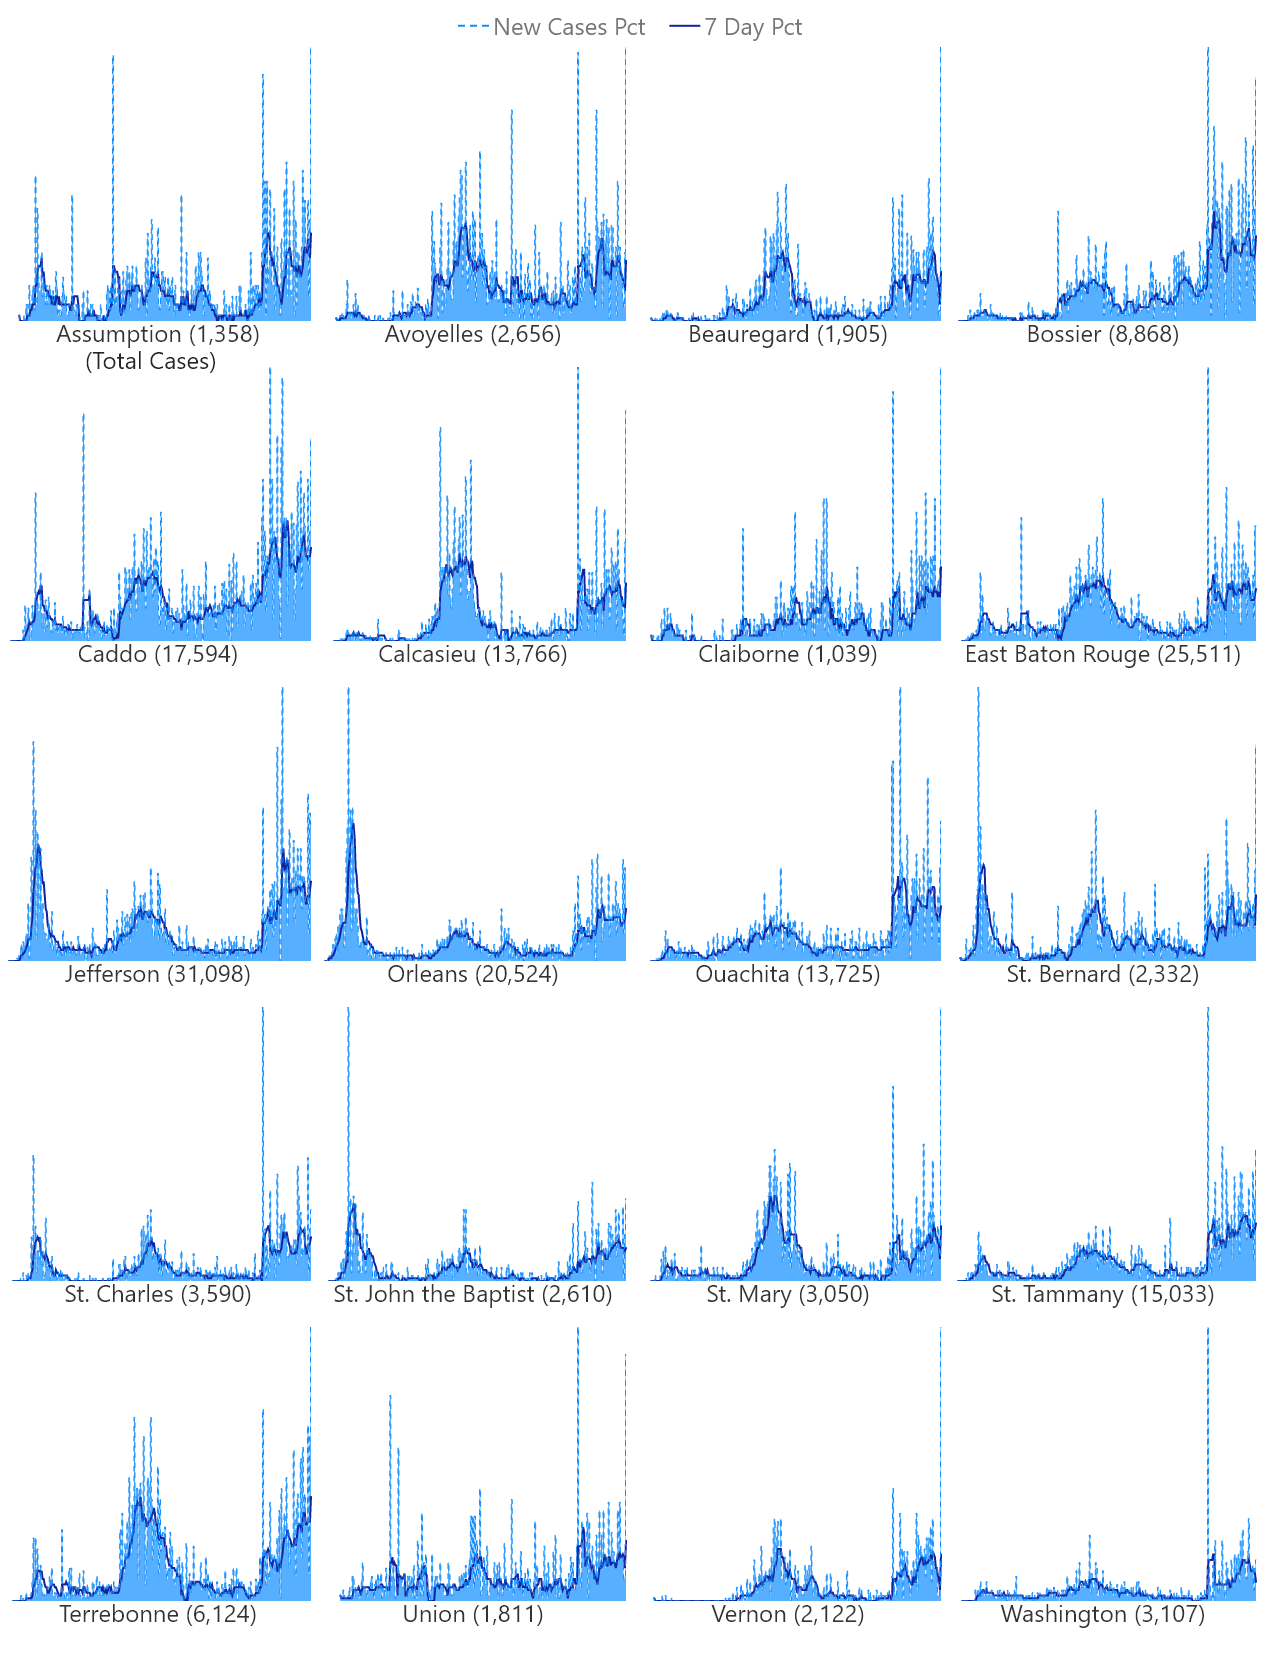 New Cases Pct 7 Day Pct
Assumption (1,358) Avoyelles (2,656) Beauregard (1,905) Bossier (8,868)
(Total Cases)
Caddo (17,594) Calcasieu (13,766) Claiborne (1,039) East Baton Rouge (25,511)
Jefferson (31,098) Orleans (20,524) Ouachita (13,725) St. Bernard (2,332)
St. Charles (3,590) St. John the Baptist (2,610) St. Mary (3,050) St. Tammany (15,033)
Terrebonne (6,124) Union (1,811) Vernon (2,122) Washington (3,107)